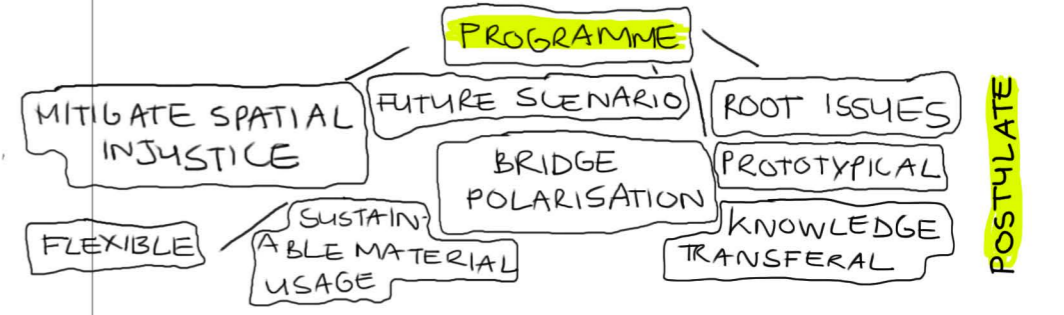 PROGRAMME
MITIGATE SPATIAL
INJUSTICE
FUTURE SCENARIO
ROOT ISSUES
BRIDGE
POLARISATION
PROTOTYPICAL
FLEXIBLE
SUSTAIN-
ABLE MATERIAL
USAGE
KNOWLEDGE
TRANSFERAL
POSTULATE